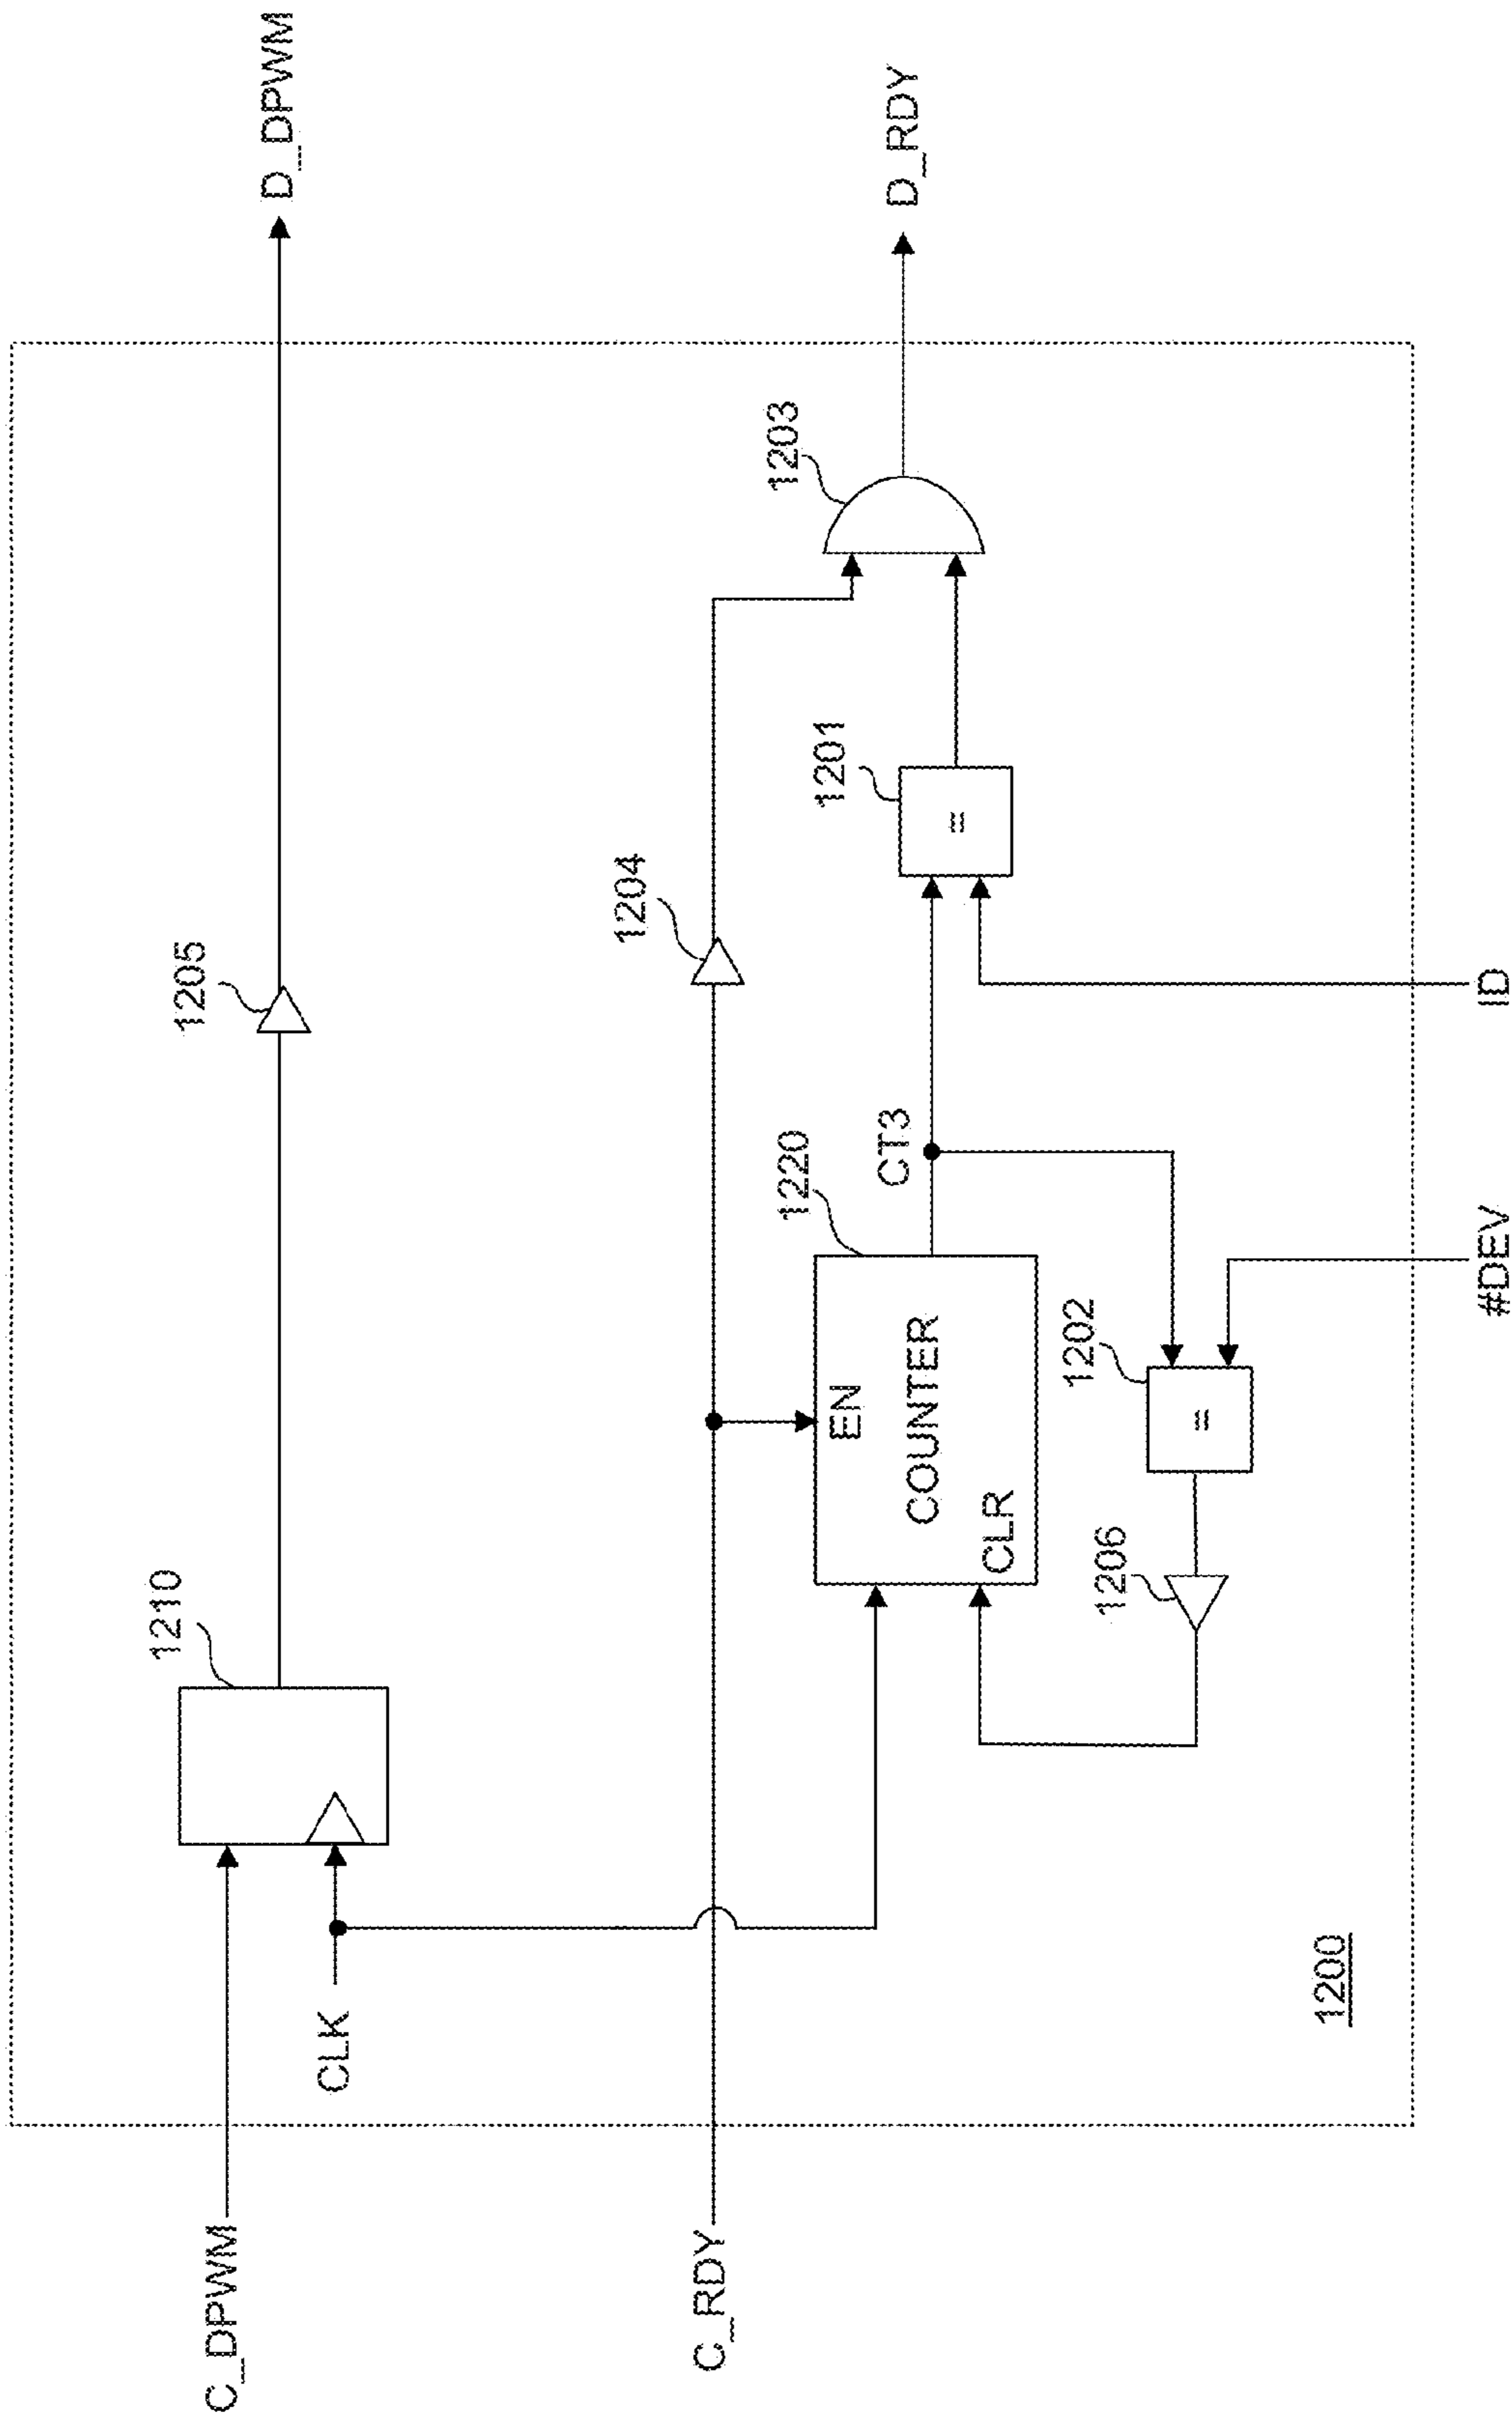 C_DPWM
1210
1205
D_DPWM
CLK
C_RDY
1204
1203
D_RDY
EN
COUNTER
CLR
1220
CT3
1201
=
1206
1202
=
1200
#DEV
ID